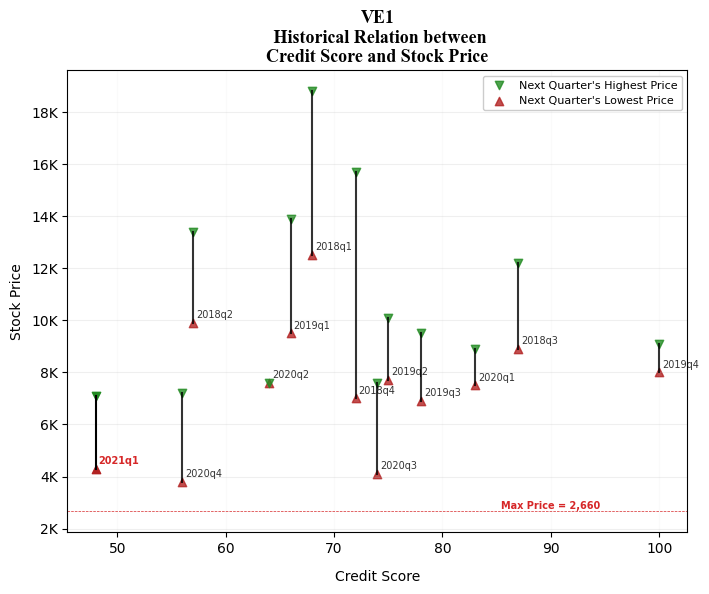 VE1
Historical Relation between
Credit Score and Stock Price
Next Quarter's Highest Price
Next Quarter's Lowest Price
18K
16K
14K
12K
10K
8K
6K
4K
2K
Stock Price
2018q1
2018q2
2019q1
2018q3
2019q4
2020q2
2019q2
2020q1
2018q4
2019q3
2021q1
2020q3
2020q4
Max Price = 2,660
50
60
70
80
90
100
Credit Score